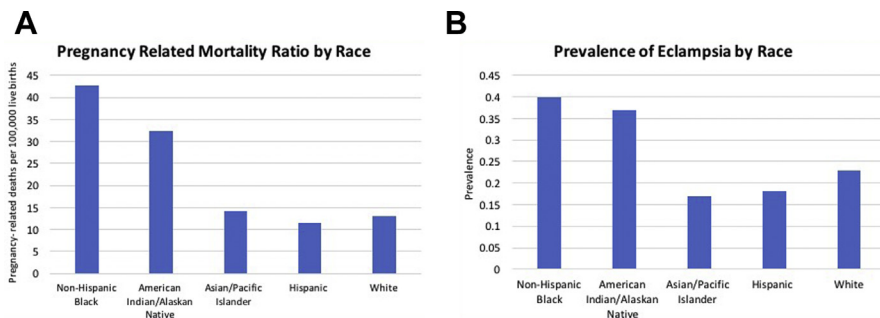 A
Pregnancy Related Mortality Ratio by Race
Pregnancy-related deaths per 100,000 live births
45
40
35
30
25
20
15
10
5
0
Non-Hispanic
Black
American
Indian/Alaskan
Native
Asian/Pacific
Islander
Hispanic
White
B
Prevalence of Eclampsia by Race
Prevalence
0.45
0.4
0.35
0.3
0.25
0.2
0.15
0.1
0.05
0
Non-Hispanic
Black
American
Indian/Alaskan
Native
Asian/Pacific
Islander
Hispanic
White